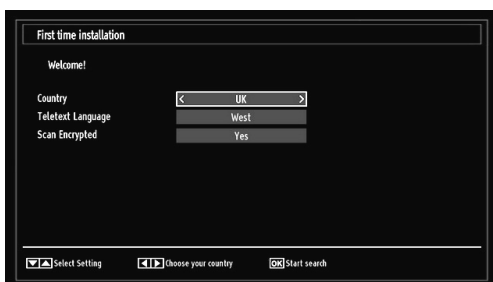 First time installation
Welcome!
Country < UK >
Teletext Language West
Scan Encrypted Yes
▼▲ Select Setting ◀▶ Choose your country OK Start search